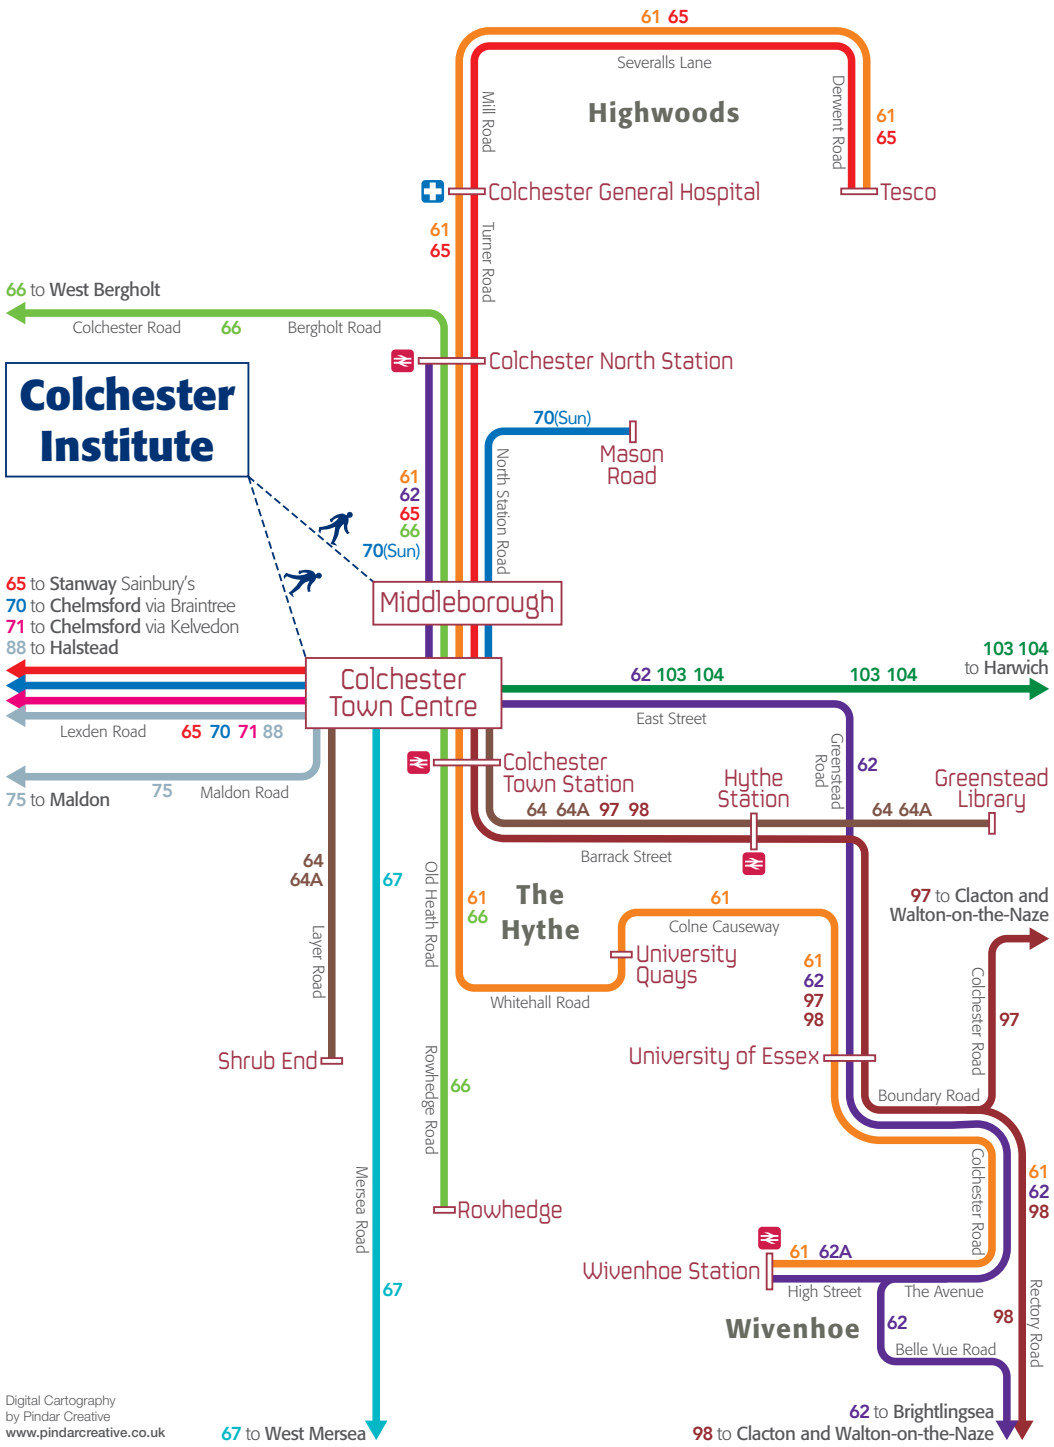 61 65
Severalls Lane
Mill Road
Highwoods
Derwent Road
61
65
Colchester General Hospital
Tesco
61
65
Turner Road
66 to West Bergholt
Colchester Road
66
Bergholt Road
Colchester North Station
Colchester
Institute
70(Sun)
Mason
Road
North Station Road
61
62
65
66
70(Sun)
65 to Stanway Sainbury's
70 to Chelmsford via Braintree
71 to Chelmsford via Kelvedon
88 to Halstead
Middleborough
103 104
to Harwich
Colchester
Town Centre
62 103 104
103 104
East Street
Lexden Road
65 70 71 88
75 to Maldon
75
Maldon Road
Colchester
Town Station
Hythe
Station
Greenstead
Road
62
Greenstead
Library
64 64A 97 98
64 64A
Barrack Street
64
64A
67
Old Heath Road
61
66
The
Hythe
61
Colne Causeway
97 to Clacton and
Walton-on-the-Naze
Layer Road
University
Quays
61
62
97
98
Whitehall Road
Colchester Road
97
Shrub End
Rowhedge Road
66
University of Essex
Boundary Road
Mersea Road
Rowhedge
Colchester Road
61
62
98
61 62A
Wivenhoe Station
High Street
The Avenue
67
Wivenhoe
62
98
Rectory Road
Belle Vue Road
Digital Cartography
by Pindar Creative
www.pindarcreative.co.uk
67 to West Mersea
62 to Brightlingsea
98 to Clacton and Walton-on-the-Naze